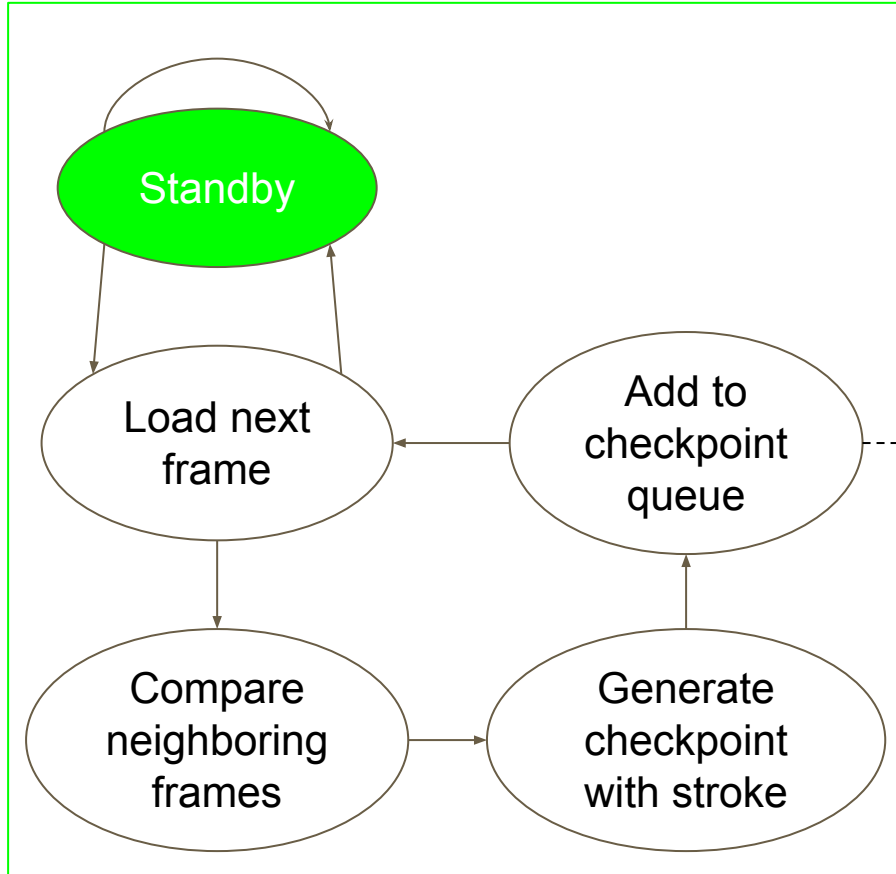 Standby
Load next
frame
Add to
checkpoint
queue
Compare
neighboring
frames
Generate
checkpoint
with stroke